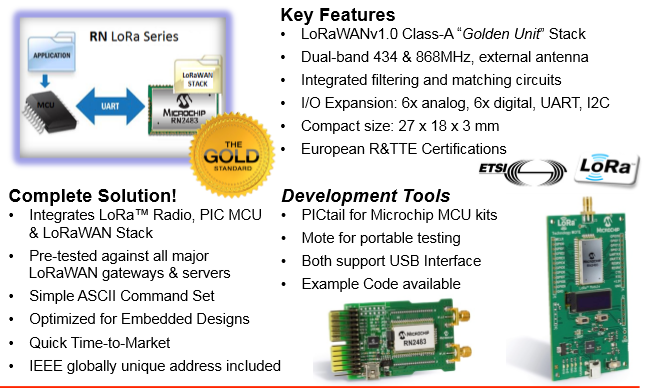 RN LoRa Series
APPLICATION
LoRaWAN
STACK
MCU
UART
MICROCHIP
RN2483
THE
GOLD
STANDARD
Key Features
• LoRaWANv1.0 Class-A “Golden Unit” Stack
• Dual-band 434 & 868MHz, external antenna
• Integrated filtering and matching circuits
• I/O Expansion: 6x analog, 6x digital, UART, I2C
• Compact size: 27 x 18 x 3 mm
• European R&TTE Certifications
ETSI
LoRa
Complete Solution!
• Integrates LoRa™ Radio, PIC MCU
& LoRaWAN Stack
• Pre-tested against all major
LoRaWAN gateways & servers
• Simple ASCII Command Set
• Optimized for Embedded Designs
• Quick Time-to-Market
• IEEE globally unique address included
Development Tools
• PICtail for Microchip MCU kits
• Mote for portable testing
• Both support USB Interface
• Example Code available
MICROCHIP
RN2483
LoRa
MICROCHIP